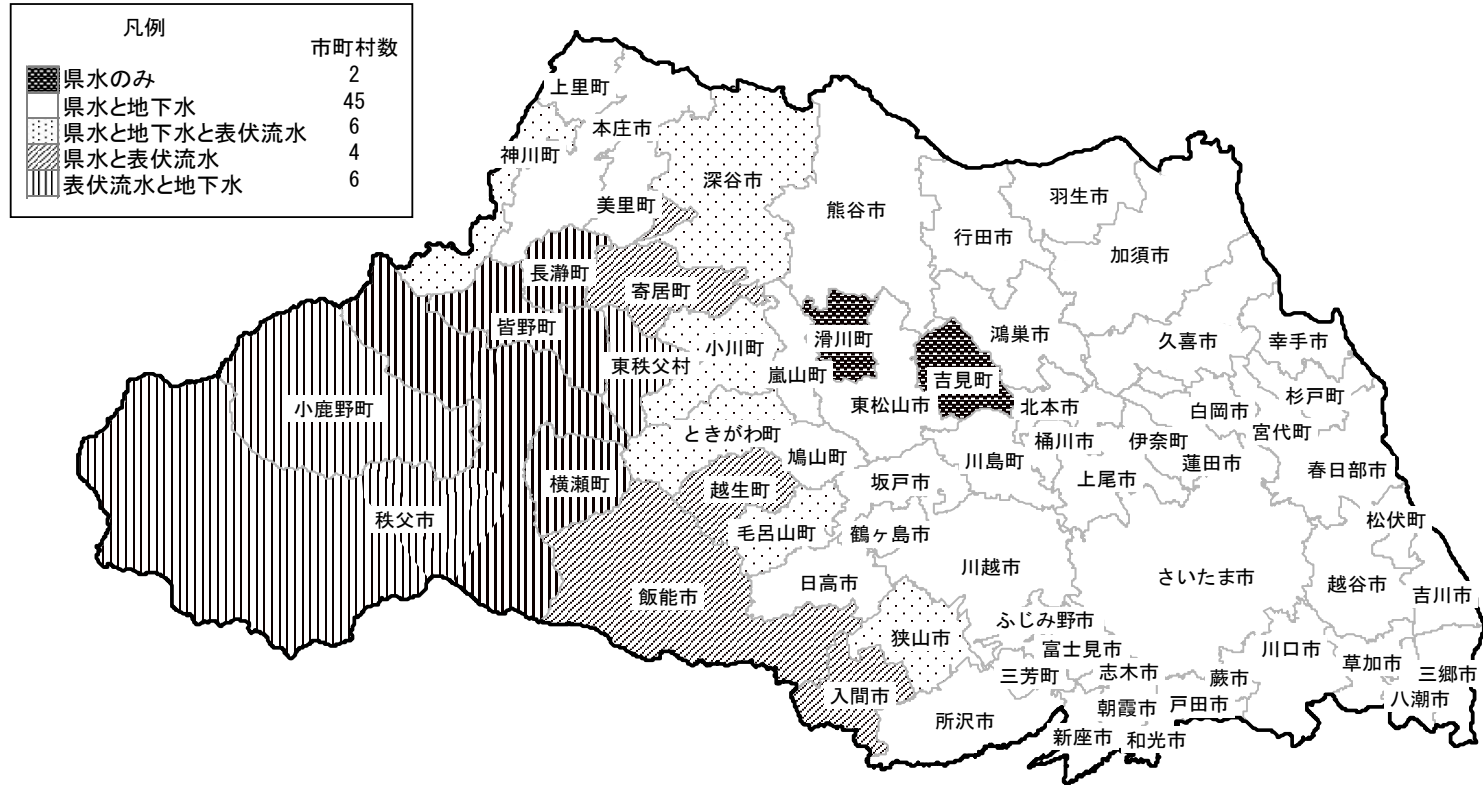 凡例
市町村数
県水のみ 2
県水と地下水 45
県水と地下水と表伏流水 6
県水と表伏流水 4
表伏流水と地下水 6
上里町
本庄市
神川町
深谷市
美里町
熊谷市
羽生市
行田市
加須市
長瀞町
寄居町
皆野町
滑川町
鴻巣市
久喜市
幸手市
小川町
東秩父村
嵐山町
吉見町
杉戸町
小鹿野町
東松山市
北本市
白岡市
宮代町
ときがわ町
桶川市
伊奈町
鳩山町
川島町
蓮田市
春日部市
横瀬町
越生町
坂戸市
上尾市
秩父市
松伏町
毛呂山町
鶴ヶ島市
川越市
さいたま市
日高市
越谷市
吉川市
飯能市
ふじみ野市
狭山市
富士見市
川口市
草加市
三芳町
志木市
蕨市
三郷市
入間市
朝霞市
戸田市
八潮市
所沢市
新座市
和光市